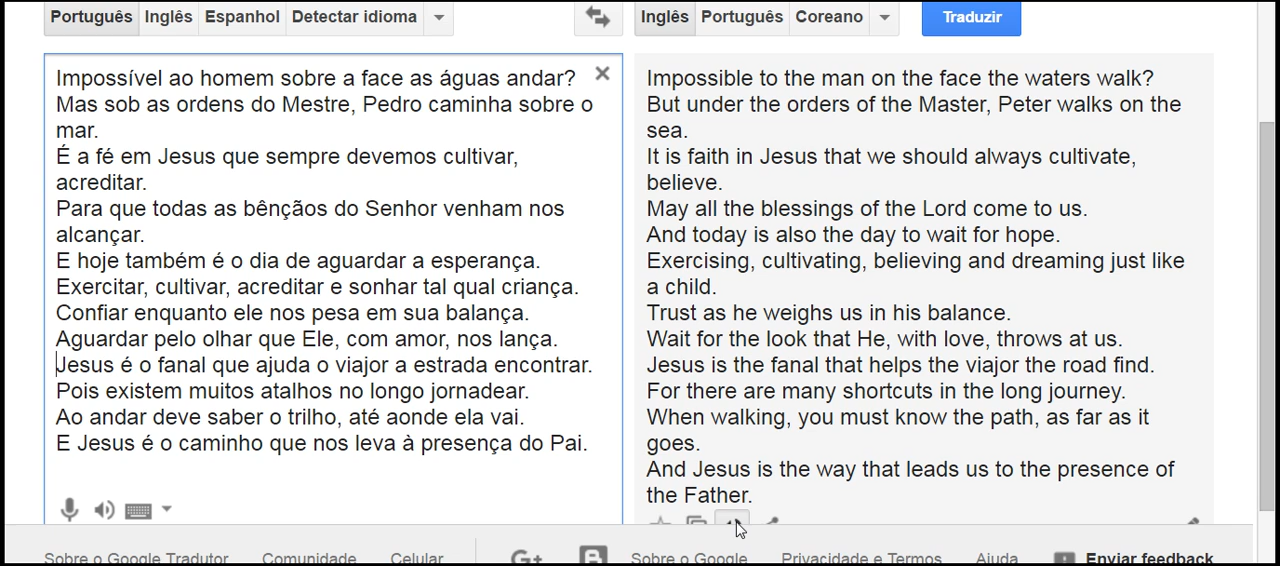 Português Inglês Espanhol Detectar idioma
Inglês Português Coreano
Traduzir
Impossível ao homem sobre a face as águas andar?
Mas sob as ordens do Mestre, Pedro caminha sobre o
mar.
É a fé em Jesus que sempre devemos cultivar,
acreditar.
Para que todas as bênçãos do Senhor venham nos
alcançar.
E hoje também é o dia de aguardar a esperança.
Exercitar, cultivar, acreditar e sonhar tal qual criança.
Confiar enquanto ele nos pesa em sua balança.
Aguardar pelo olhar que Ele, com amor, nos lança.
Jesus é o fanal que ajuda o viajor a estrada encontrar.
Pois existem muitos atalhos no longo jornadear.
Ao andar deve saber o trilho, até aonde ela vai.
E Jesus é o caminho que nos leva à presença do Pai.
Impossible to the man on the face the waters walk?
But under the orders of the Master, Peter walks on the
sea.
It is faith in Jesus that we should always cultivate,
believe.
May all the blessings of the Lord come to us.
And today is also the day to wait for hope.
Exercising, cultivating, believing and dreaming just like
a child.
Trust as he weighs us in his balance.
Wait for the look that He, with love, throws at us.
Jesus is the fanal that helps the viajor the road find.
For there are many shortcuts in the long journey.
When walking, you must know the path, as far as it
goes.
And Jesus is the way that leads us to the presence of
the Father.
Sobre o Google Tradutor Comunidade Celular G+ B Sobre o Google Privacidade e Termos Ajuda Enviar feedback